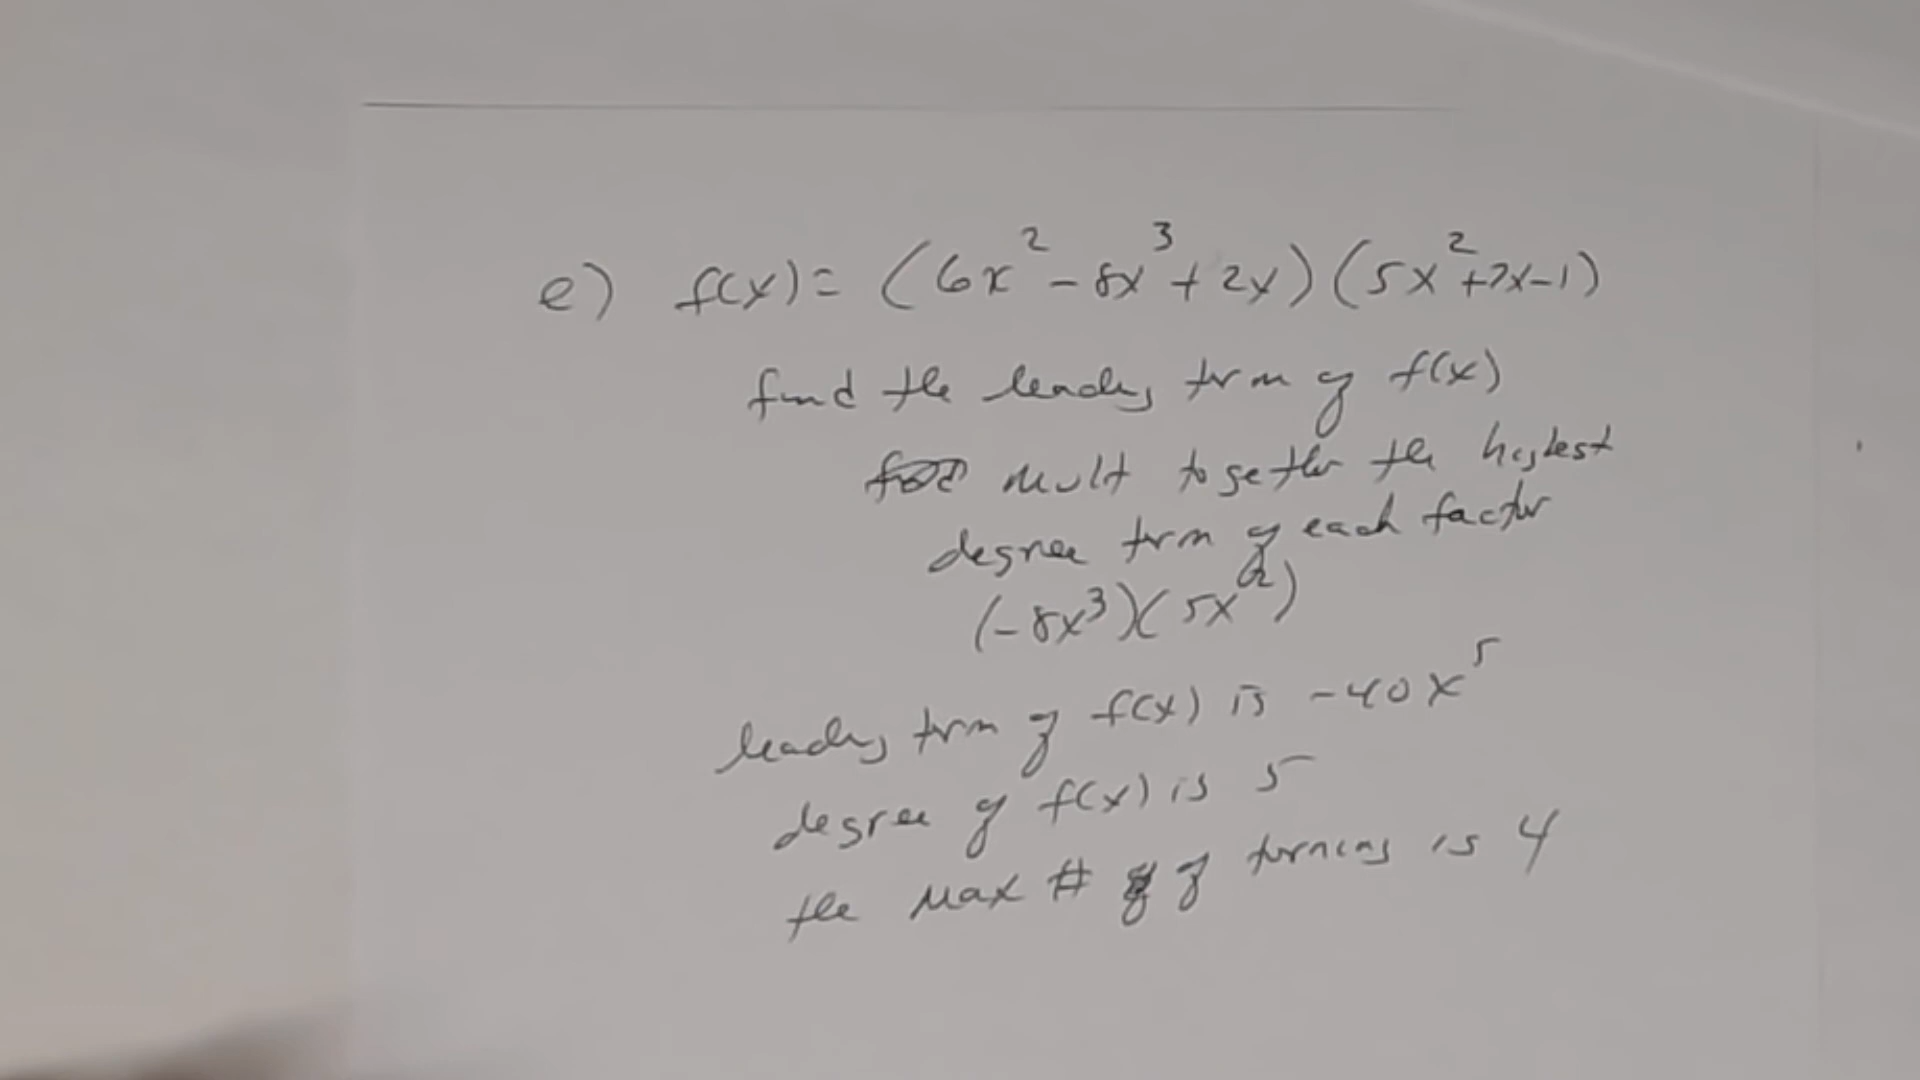 e) f(x) = (6x² - 8x³ + 2x)(5x² + 7x - 1)
find the leading term of f(x)
mult together the highest
degree term of each factor
(-8x³)(5x²)
leading term of f(x) is -40x⁵
degree of f(x) is 5
the max # of turning is 4